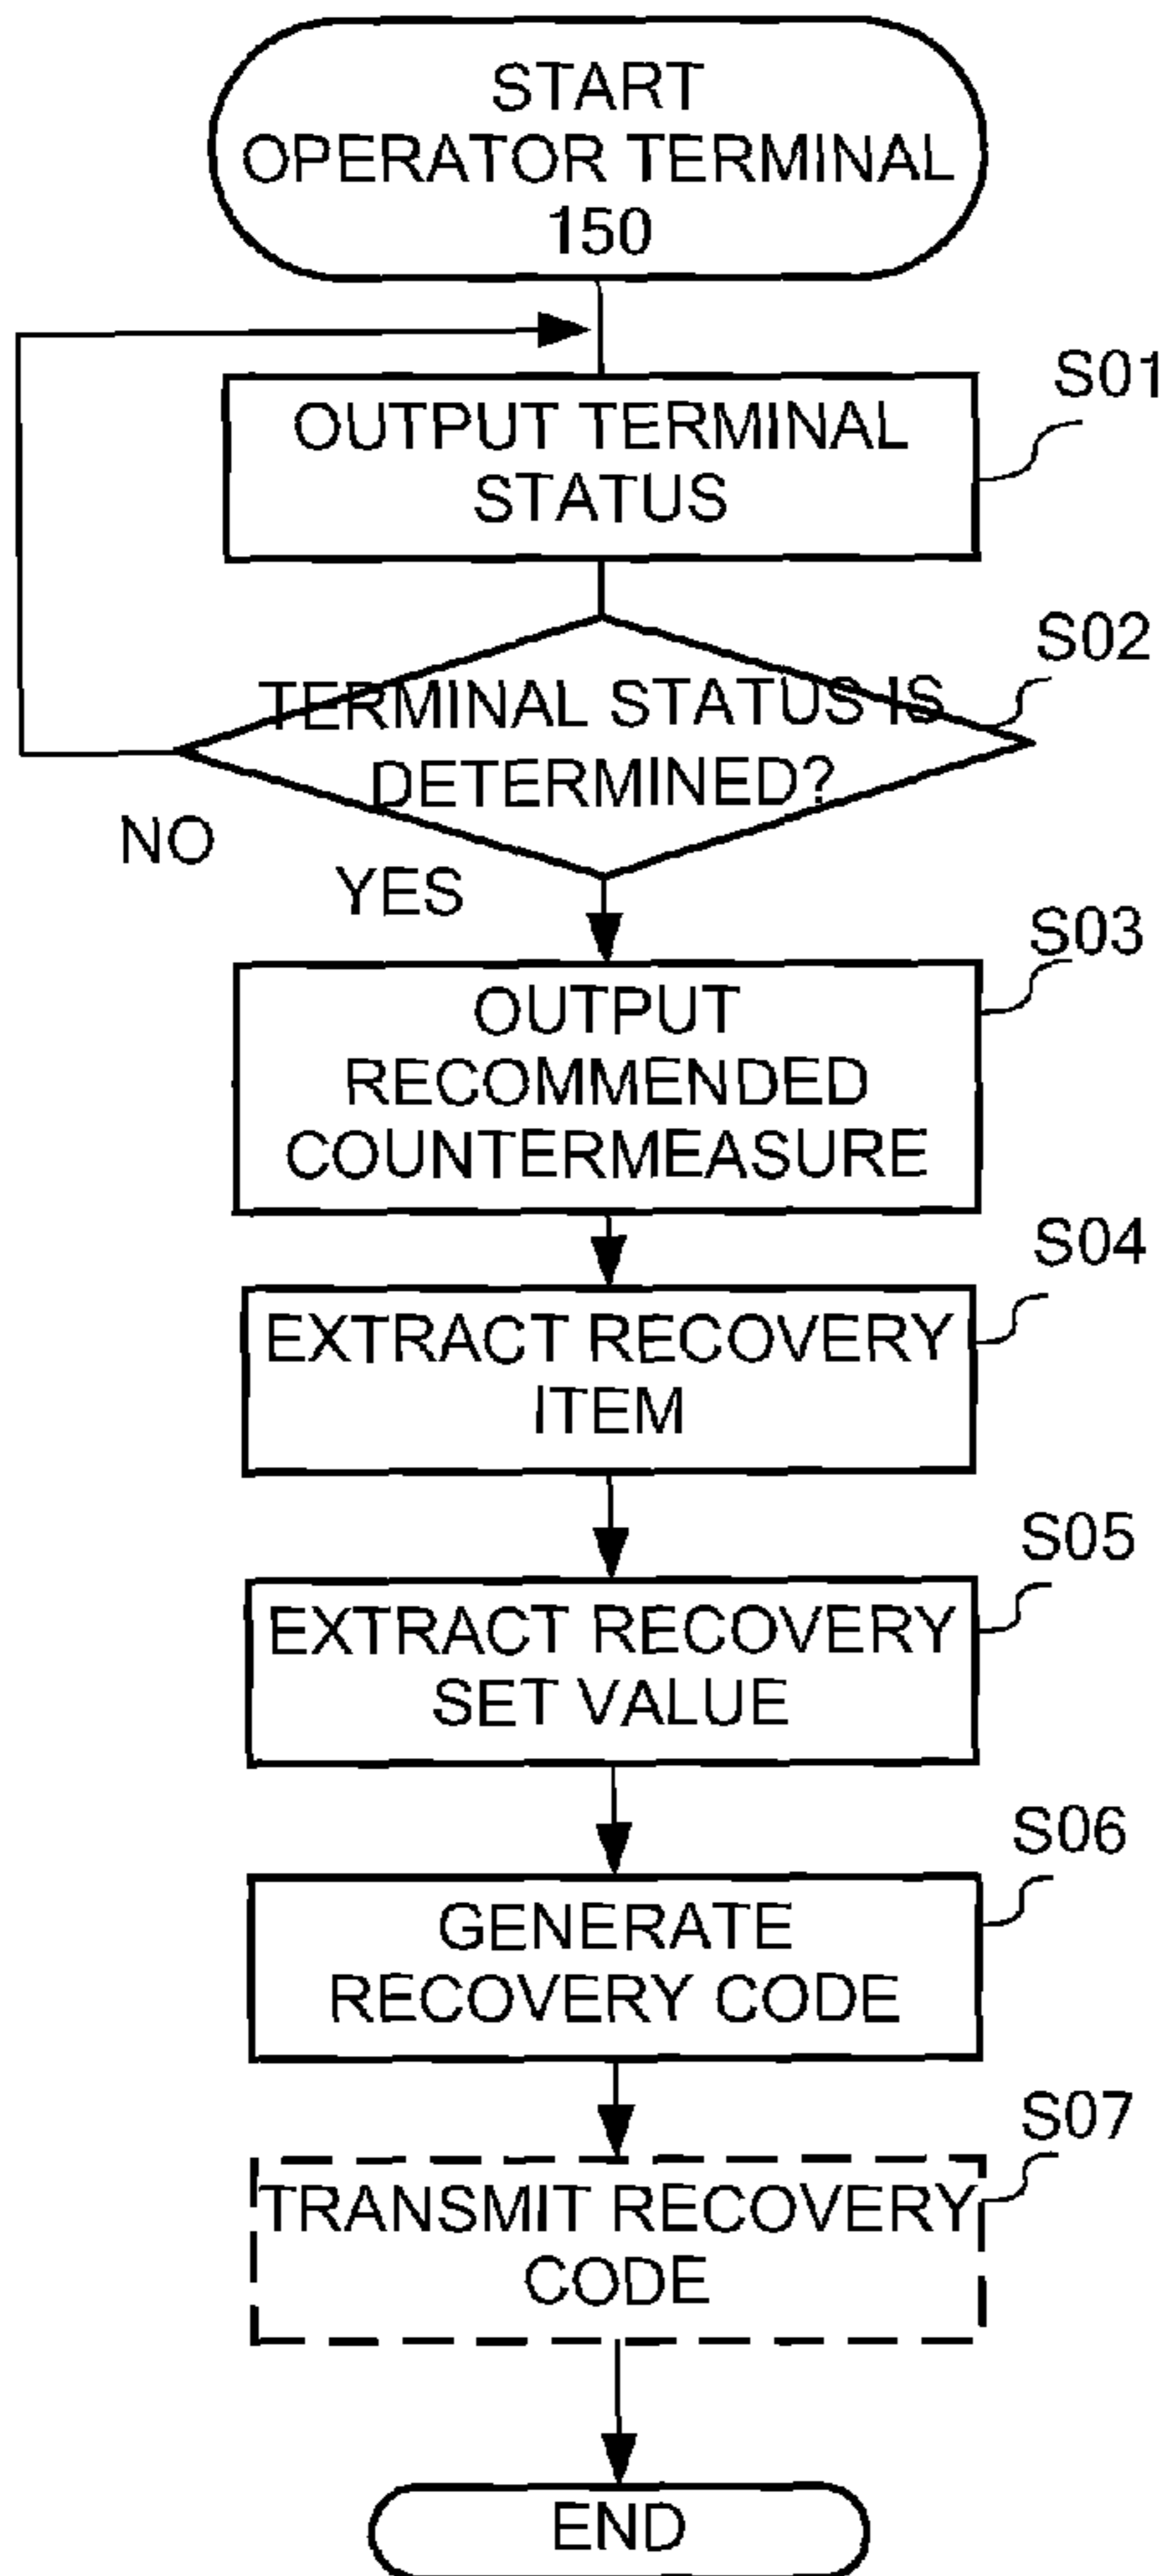 START
OPERATOR TERMINAL
150
S01
OUTPUT TERMINAL
STATUS
S02
TERMINAL STATUS IS
DETERMINED?
NO
YES
S03
OUTPUT
RECOMMENDED
COUNTERMEASURE
S04
EXTRACT RECOVERY
ITEM
S05
EXTRACT RECOVERY
SET VALUE
S06
GENERATE
RECOVERY CODE
S07
TRANSMIT RECOVERY
CODE
END